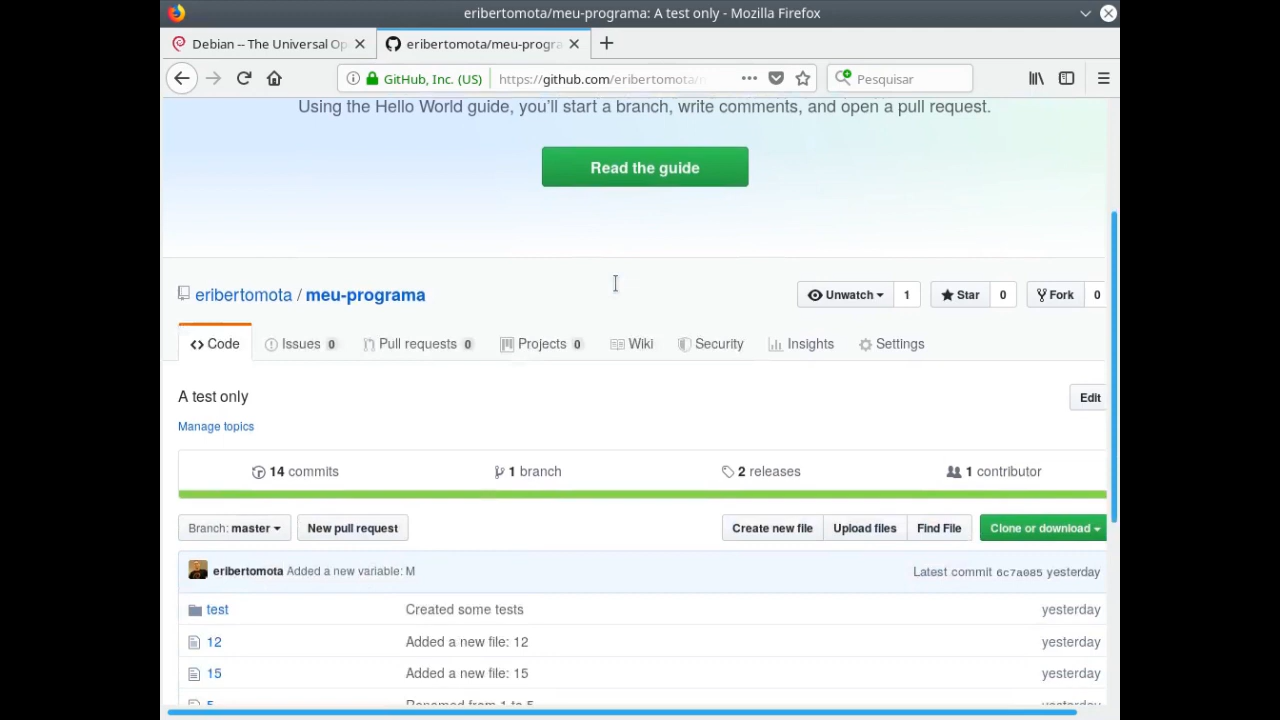 eribertomota/meu-programa: A test only - Mozilla Firefox
Debian -- The Universal Op
eribertomota/meu-progra
GitHub, Inc. (US)
https://github.com/eribertomota/
Pesquisar
Using the Hello World guide, you'll start a branch, write comments, and open a pull request.
Read the guide
eribertomota / meu-programa
Unwatch 1 Star 0 Fork 0
Code Issues 0 Pull requests 0 Projects 0 Wiki Security Insights Settings
A test only
Edit
Manage topics
14 commits 1 branch 2 releases 1 contributor
Branch: master New pull request Create new file Upload files Find File Clone or download
eribertomota Added a new variable: M Latest commit 6c7a085 yesterday
test Created some tests yesterday
12 Added a new file: 12 yesterday
15 Added a new file: 15 yesterday
5 Renamed from 1 to 5